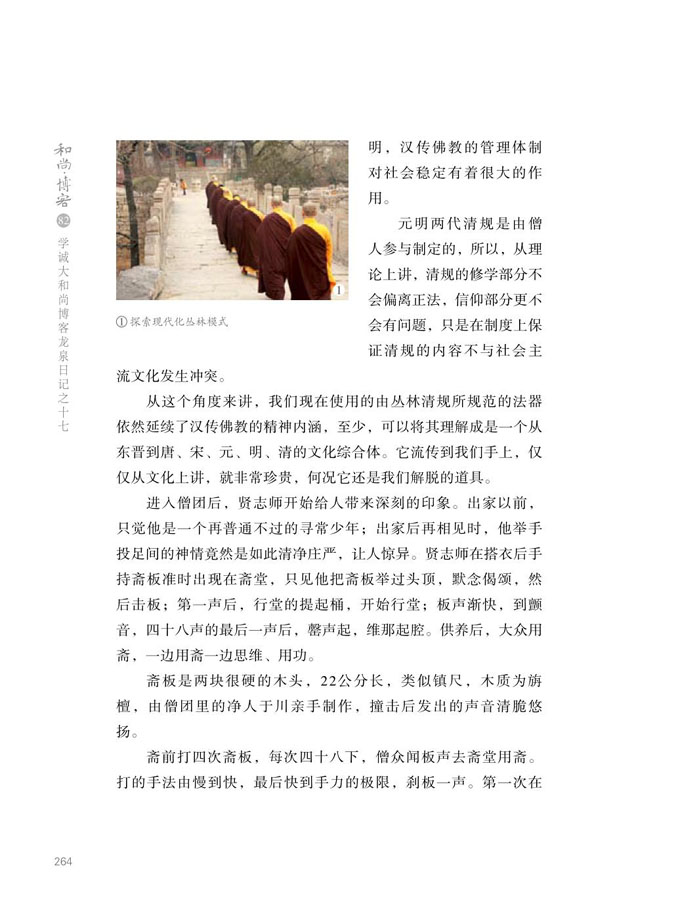 和尚·博客
82
学诚大和尚博客龙泉日记之十七
1
①探索现代化丛林模式
明，汉传佛教的管理体制
对社会稳定有着很大的作
用。
元明两代清规是由僧
人参与制定的，所以，从理
论上讲，清规的修学部分不
会偏离正法，信仰部分更不
会有问题，只是在制度上保
证清规的内容不与社会主
流文化发生冲突。
从这个角度来讲，我们现在使用的由丛林清规所规范的法器
依然延续了汉传佛教的精神内涵，至少，可以将其理解成是一个从
东晋到唐、宋、元、明、清的文化综合体。它流传到我们手上，仅
仅从文化上讲，就非常珍贵，何况它还是我们解脱的道具。
进入僧团后，贤志师开始给人带来深刻的印象。出家以前，
只觉他是一个再普通不过的寻常少年；出家后再相见时，他举手
投足间的神情竟然是如此清净庄严，让人惊异。贤志师在搭衣后手
持斋板准时出现在斋堂，只见他把斋板举过头顶，默念偈颂，然
后击板；第一声后，行堂的提起桶，开始行堂；板声渐快，到颤
音，四十八声的最后一声后，罄声起，维那起腔。供养后，大众用
斋，一边用斋一边思维、用功。
斋板是两块很硬的木头，22公分长，类似镇尺，木质为旃
檀，由僧团里的净人于川亲手制作，撞击后发出的声音清脆悠
扬。
斋前打四次斋板，每次四十八下，僧众闻板声去斋堂用斋。
打的手法由慢到快，最后快到手力的极限，刹板一声。第一次在
264